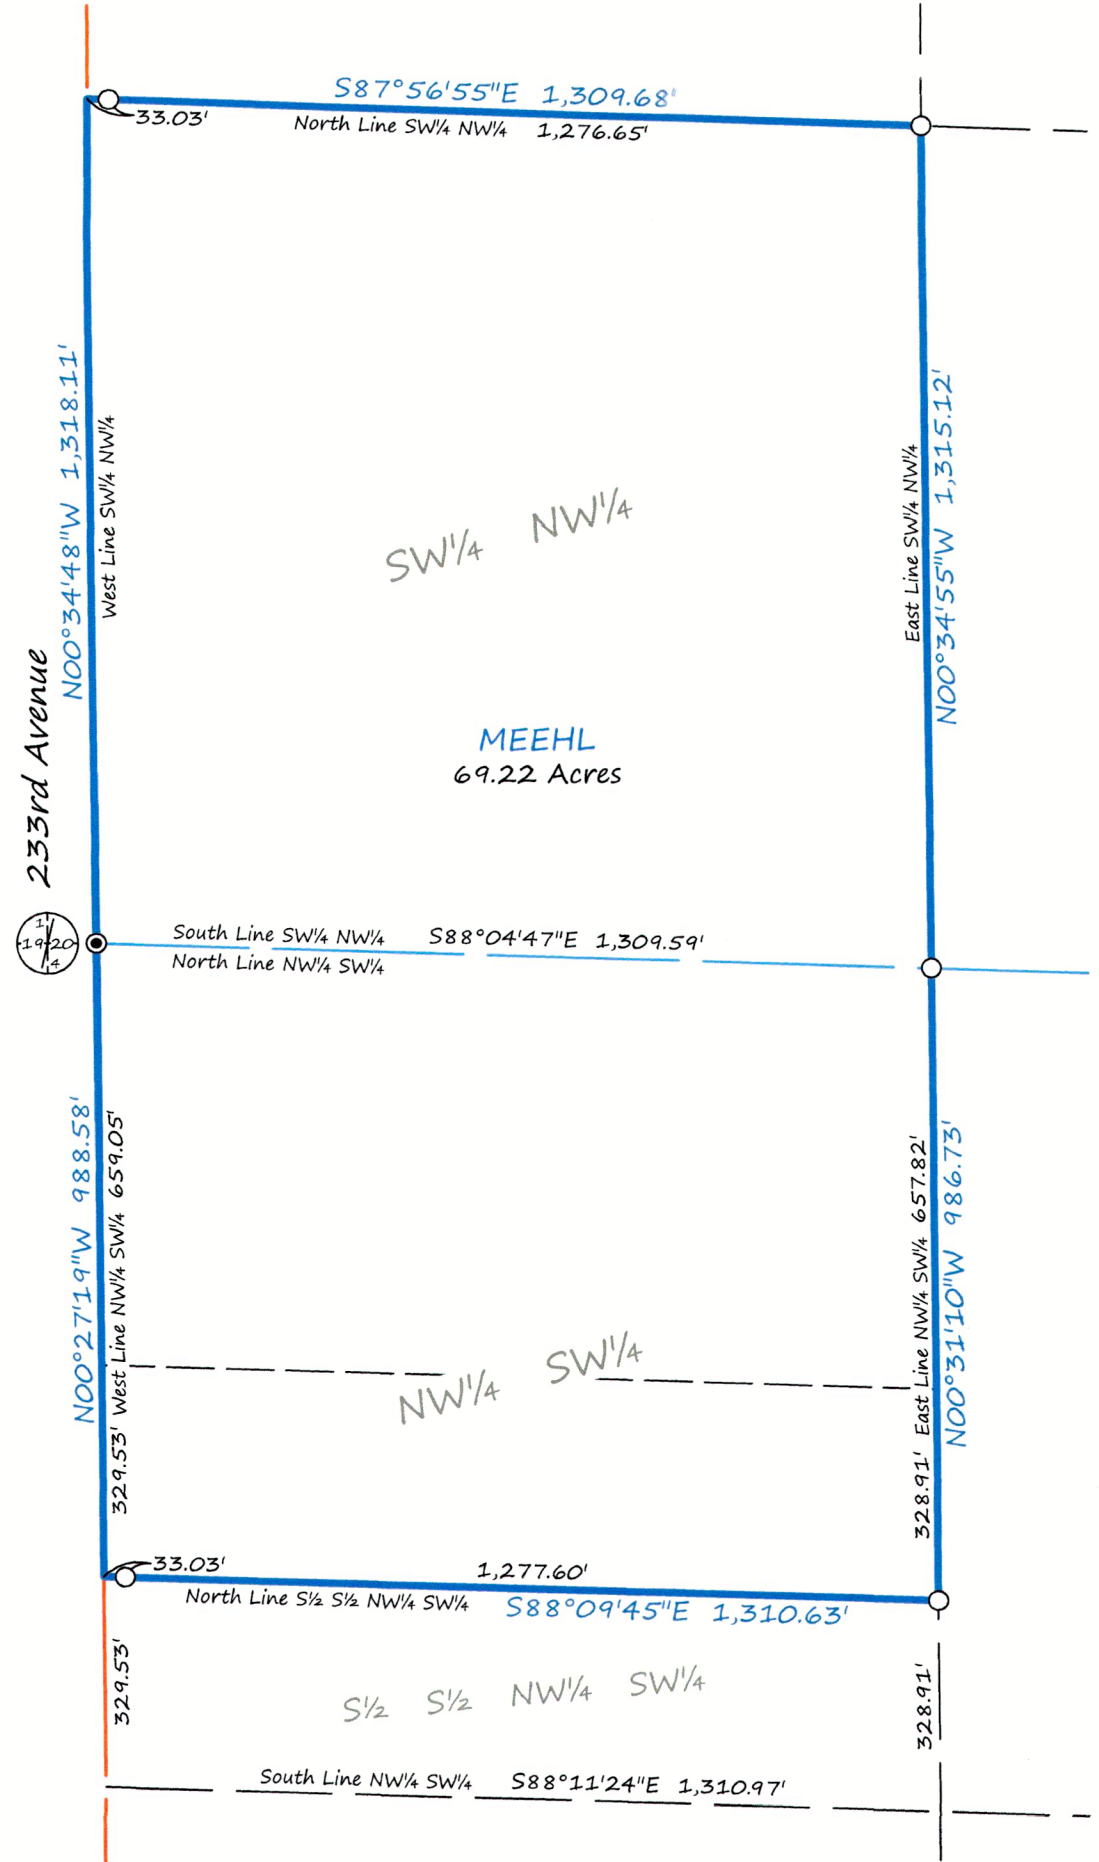 S87°56'55"E 1,309.68'
33.03'
North Line SW¼ NW¼ 1,276.65'
N00°34'48"W 1,318.11'
West Line SW¼ NW¼
East Line SW¼ NW¼
N00°34'55"W 1,315.12'
SW¼ NW¼
233rd Avenue
MEEHL
69.22 Acres
1
19 20
4
South Line SW¼ NW¼ S88°04'47"E 1,309.59'
North Line NW¼ SW¼
N00°27'19"W 988.58'
329.53' West Line NW¼ SW¼ 659.05'
328.91' East Line NW¼ SW¼ 657.82'
N00°31'10"W 986.73'
NW¼ SW¼
33.03'
1,277.60'
North Line S½ S½ NW¼ SW¼ S88°09'45"E 1,310.63'
329.53'
S½ S½ NW¼ SW¼
328.91'
South Line NW¼ SW¼ S88°11'24"E 1,310.97'